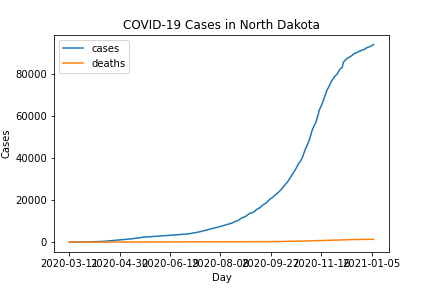 COVID-19 Cases in North Dakota
cases
deaths
80000
60000
40000
20000
0
Cases
2020-03-11 2020-04-30 2020-06-19 2020-08-08 2020-09-27 2020-11-16 2021-01-05
Day